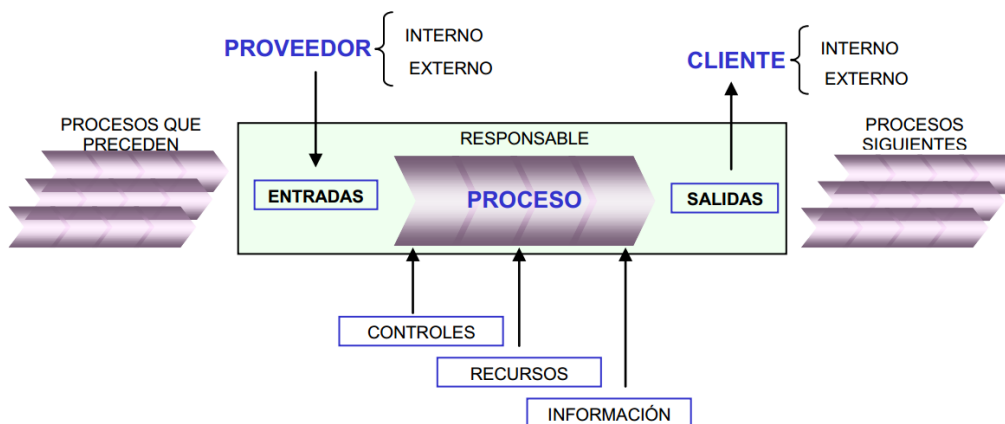 PROVEEDOR
INTERNO
EXTERNO
CLIENTE
INTERNO
EXTERNO
PROCESOS QUE
PRECEDEN
RESPONSABLE
PROCESOS
SIGUIENTES
ENTRADAS
PROCESO
SALIDAS
CONTROLES
RECURSOS
INFORMACIÓN